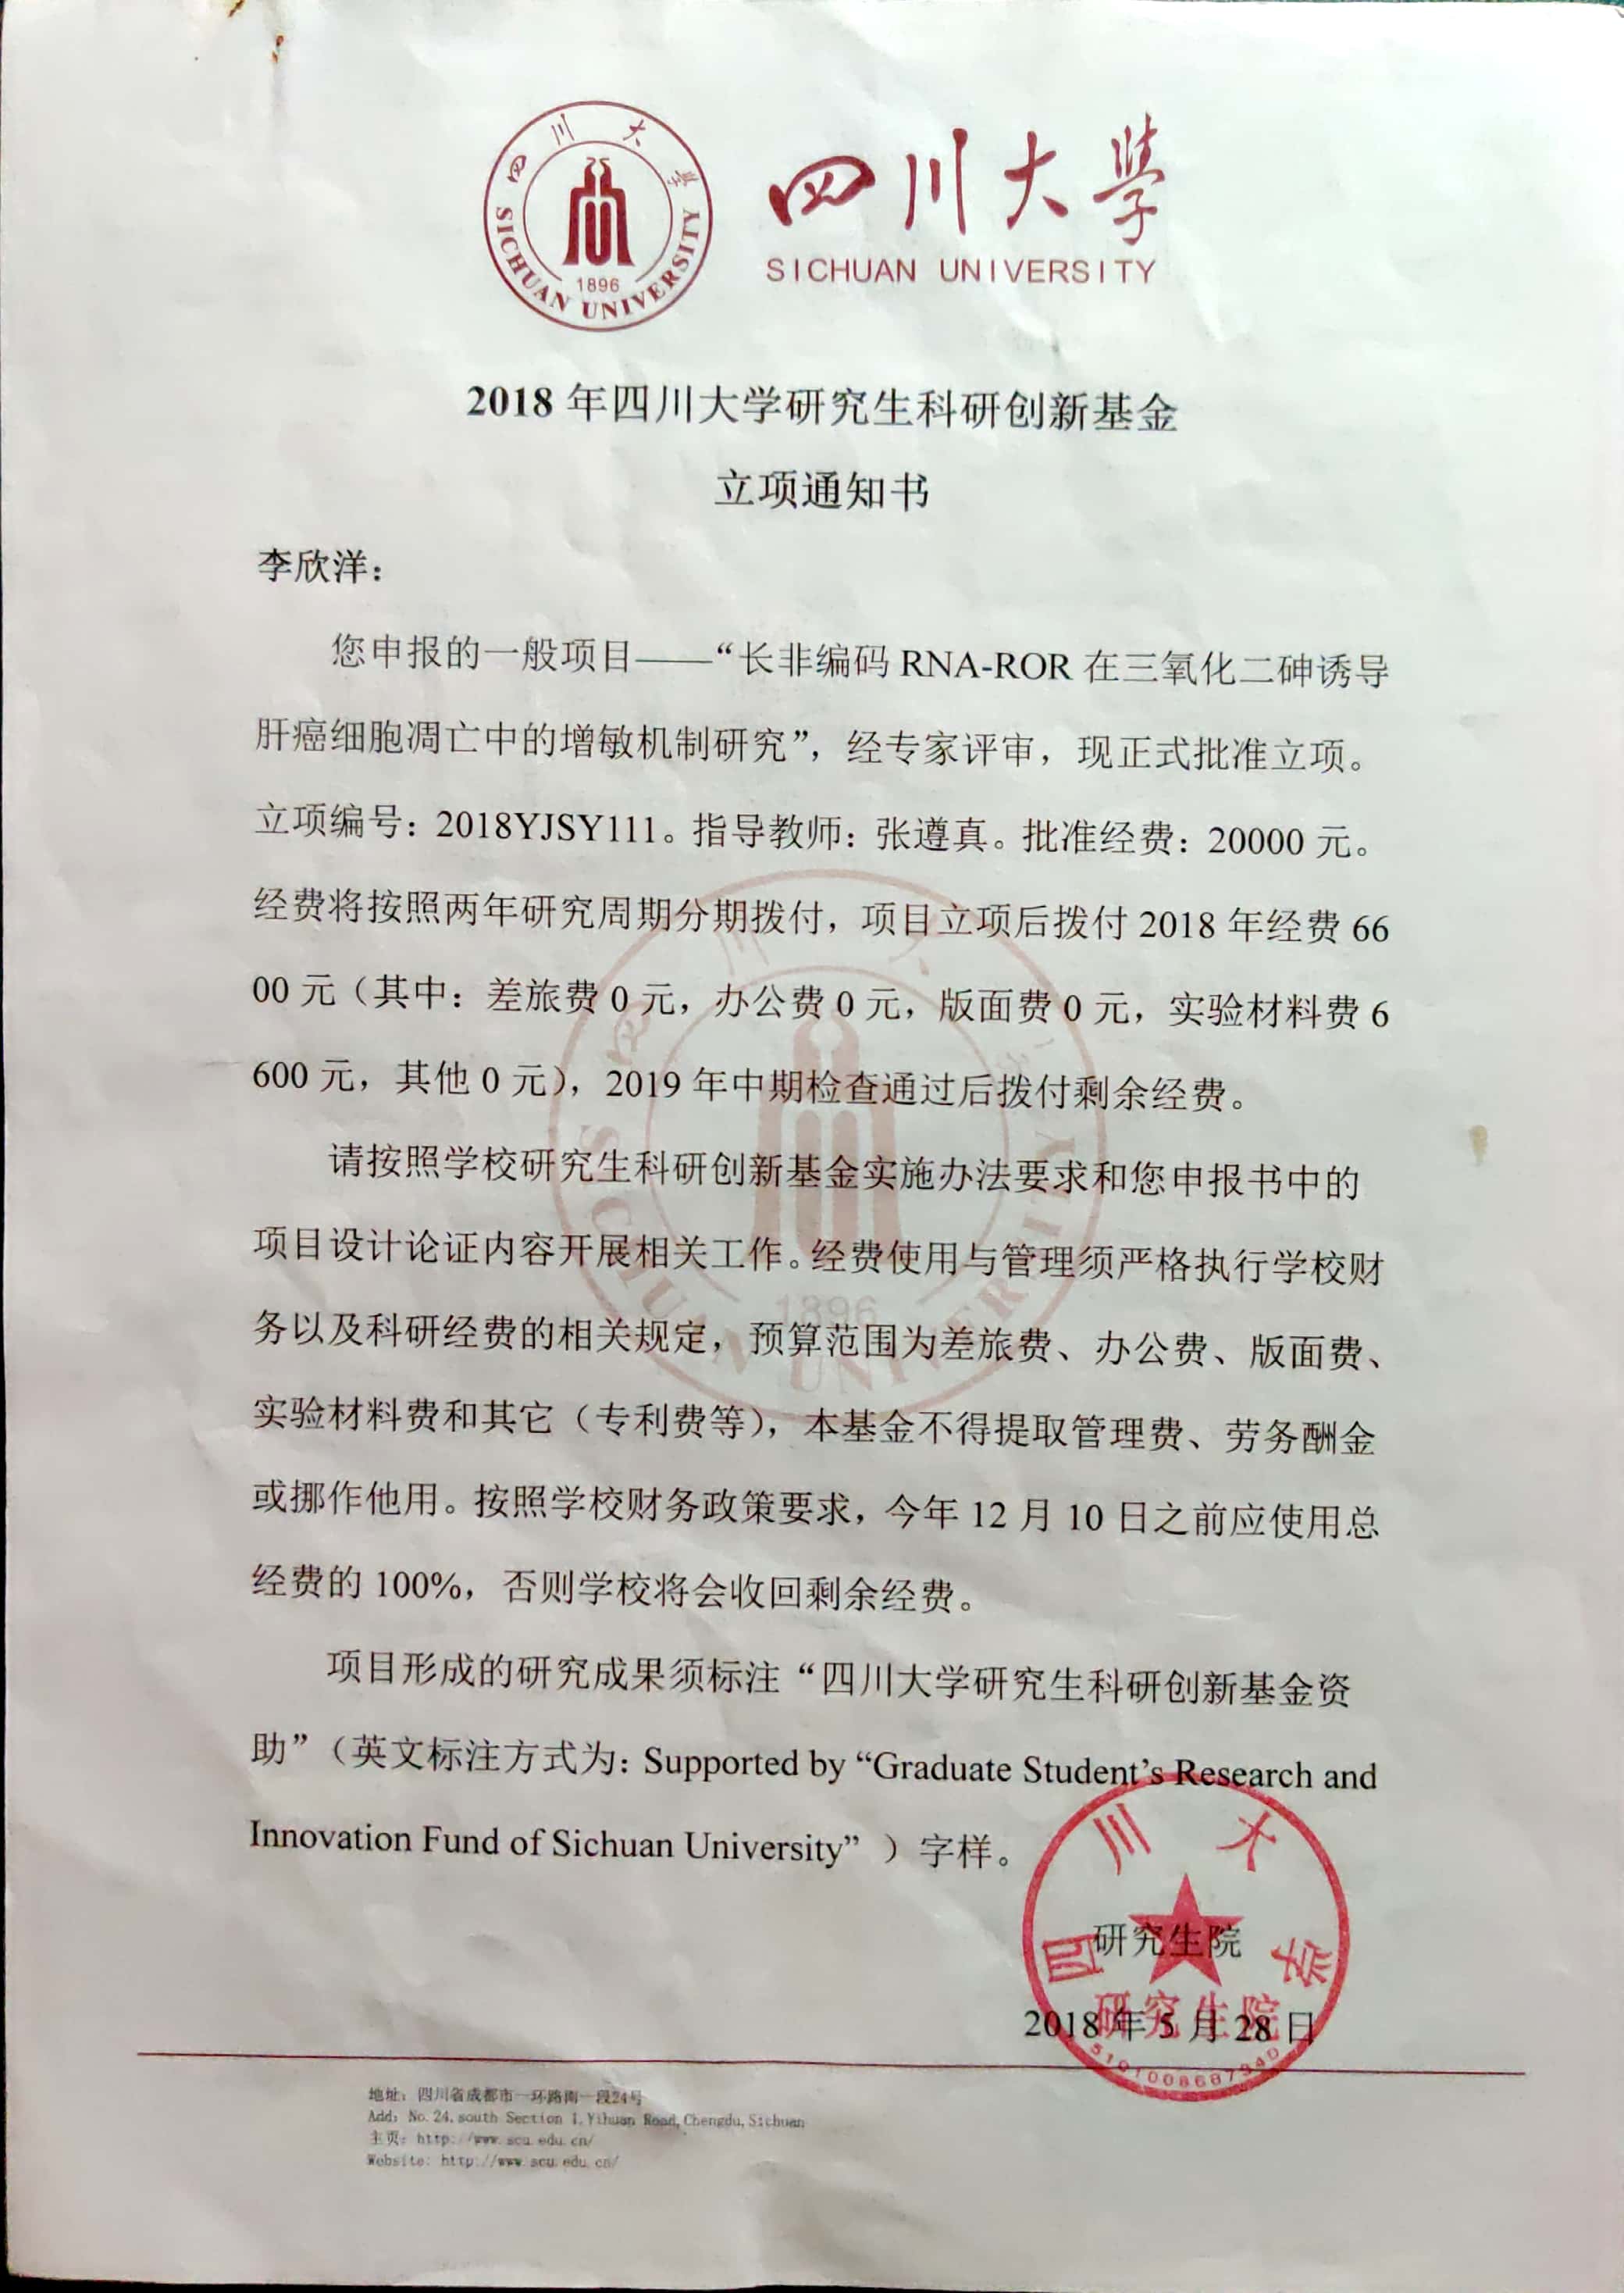 四川大学
SICHUAN UNIVERSITY
1896
四川大学
SICHUAN UNIVERSITY
2018 年四川大学研究生科研创新基金
立项通知书
李欣洋：
您申报的一般项目——“长非编码 RNA-ROR 在三氧化二砷诱导
肝癌细胞凋亡中的增敏机制研究”，经专家评审，现正式批准立项。
立项编号：2018YJSY111。指导教师：张遵真。批准经费：20000 元。
经费将按照两年研究周期分期拨付，项目立项后拨付 2018 年经费 66
00 元（其中：差旅费 0 元，办公费 0 元，版面费 0 元，实验材料费 6
600 元，其他 0 元），2019 年中期检查通过后拨付剩余经费。
请按照学校研究生科研创新基金实施办法要求和您申报书中的
项目设计论证内容开展相关工作。经费使用与管理须严格执行学校财
务以及科研经费的相关规定，预算范围为差旅费、办公费、版面费、
实验材料费和其它（专利费等），本基金不得提取管理费、劳务酬金
或挪作他用。按照学校财务政策要求，今年 12 月 10 日之前应使用总
经费的 100%，否则学校将会收回剩余经费。
项目形成的研究成果须标注“四川大学研究生科研创新基金资
助”（英文标注方式为：Supported by “Graduate Student’s Research and
Innovation Fund of Sichuan University” ）字样。
四川大学
研究生院
研究生院
2018 年 5 月 28 日
地址：四川省成都市一环路南一段24号
Add: No.24,south Section 1,Yihuan Road,Chengdu,Sichuan
主页：http://www.scu.edu.cn/
Website: http://www.scu.edu.cn/